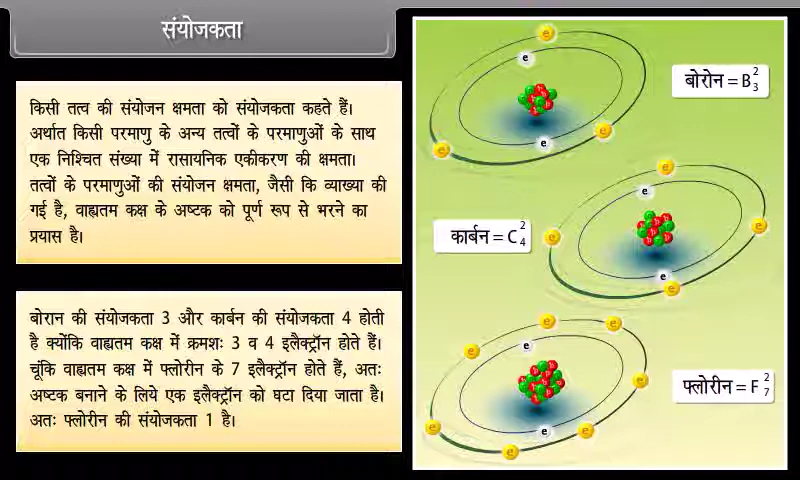 संयोजकता
किसी तत्व की संयोजन क्षमता को संयोजकता कहते हैं।
अर्थात किसी परमाणु के अन्य तत्वों के परमाणुओं के साथ
एक निश्चित संख्या में रासायनिक एकीकरण की क्षमता।
तत्वों के परमाणुओं की संयोजन क्षमता, जैसी कि व्याख्या की
गई है, वाह्यतम कक्ष के अष्टक को पूर्ण रूप से भरने का
प्रयास है।
बोरान की संयोजकता 3 और कार्बन की संयोजकता 4 होती
है क्योंकि वाह्यतम कक्ष में क्रमशः 3 व 4 इलैक्ट्रॉन होते हैं।
चूंकि वाह्यतम कक्ष में फ्लोरीन के 7 इलैक्ट्रॉन होते हैं, अतः
अष्टक बनाने के लिये एक इलैक्ट्रॉन को घटा दिया जाता है।
अतः फ्लोरीन की संयोजकता 1 है।
e
e
बोरोन = B 2 3
e
e
e
e
e
कार्बन = C 2 4
e
e
e
e
e
e
e
e
e
फ्लोरीन = F 2 7
e
e
e
e
e